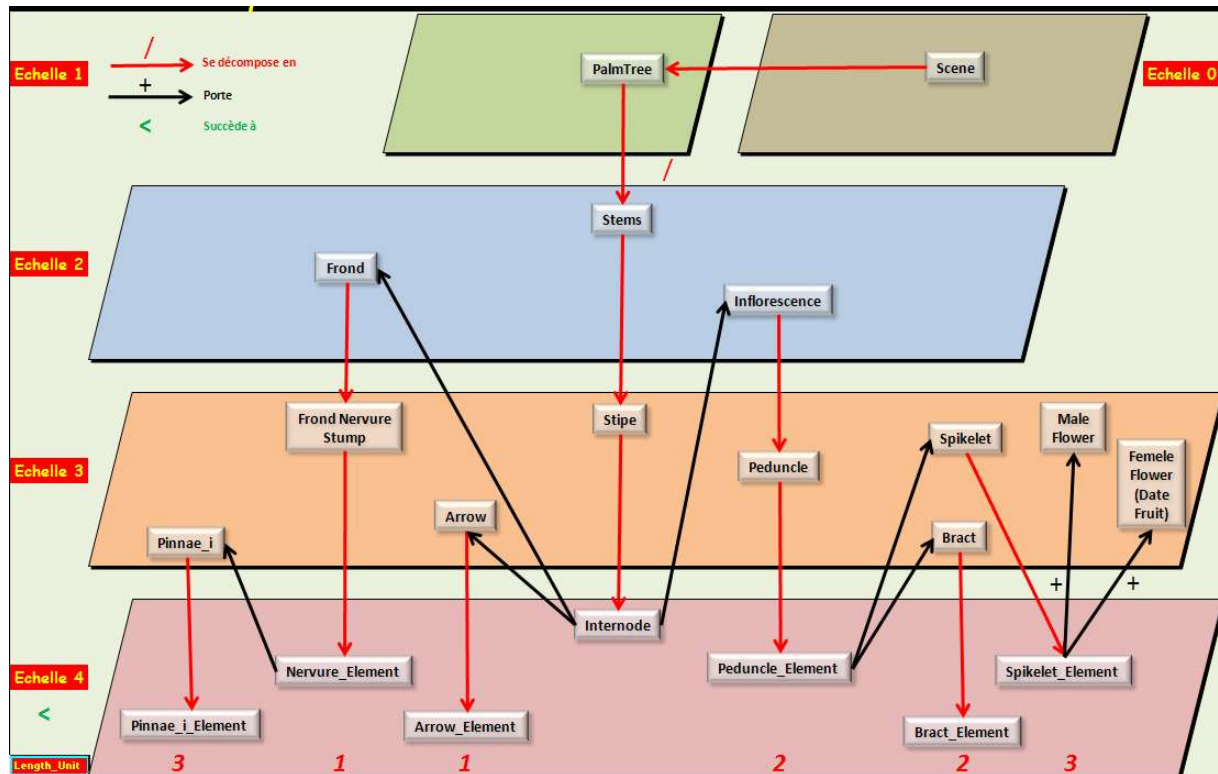 /
Echelle 1
Se décompose en
PalmTree
Scene
Echelle 0
+
Porte
<
Succède à
/
Stems
Echelle 2
Frond
Inflorescence
Frond Nervure
Stump
Stipe
Spikelet
Male
Flower
Echelle 3
Peduncle
Femele
Flower
(Date
Fruit)
Arrow
Pinnae_i
Bract
+
+
Internode
Echelle 4
Nervure_Element
Peduncle_Element
Spikelet_Element
<
Pinnae_i_Element
Arrow_Element
Bract_Element
Length_Unit
3 1 1 2 2 3